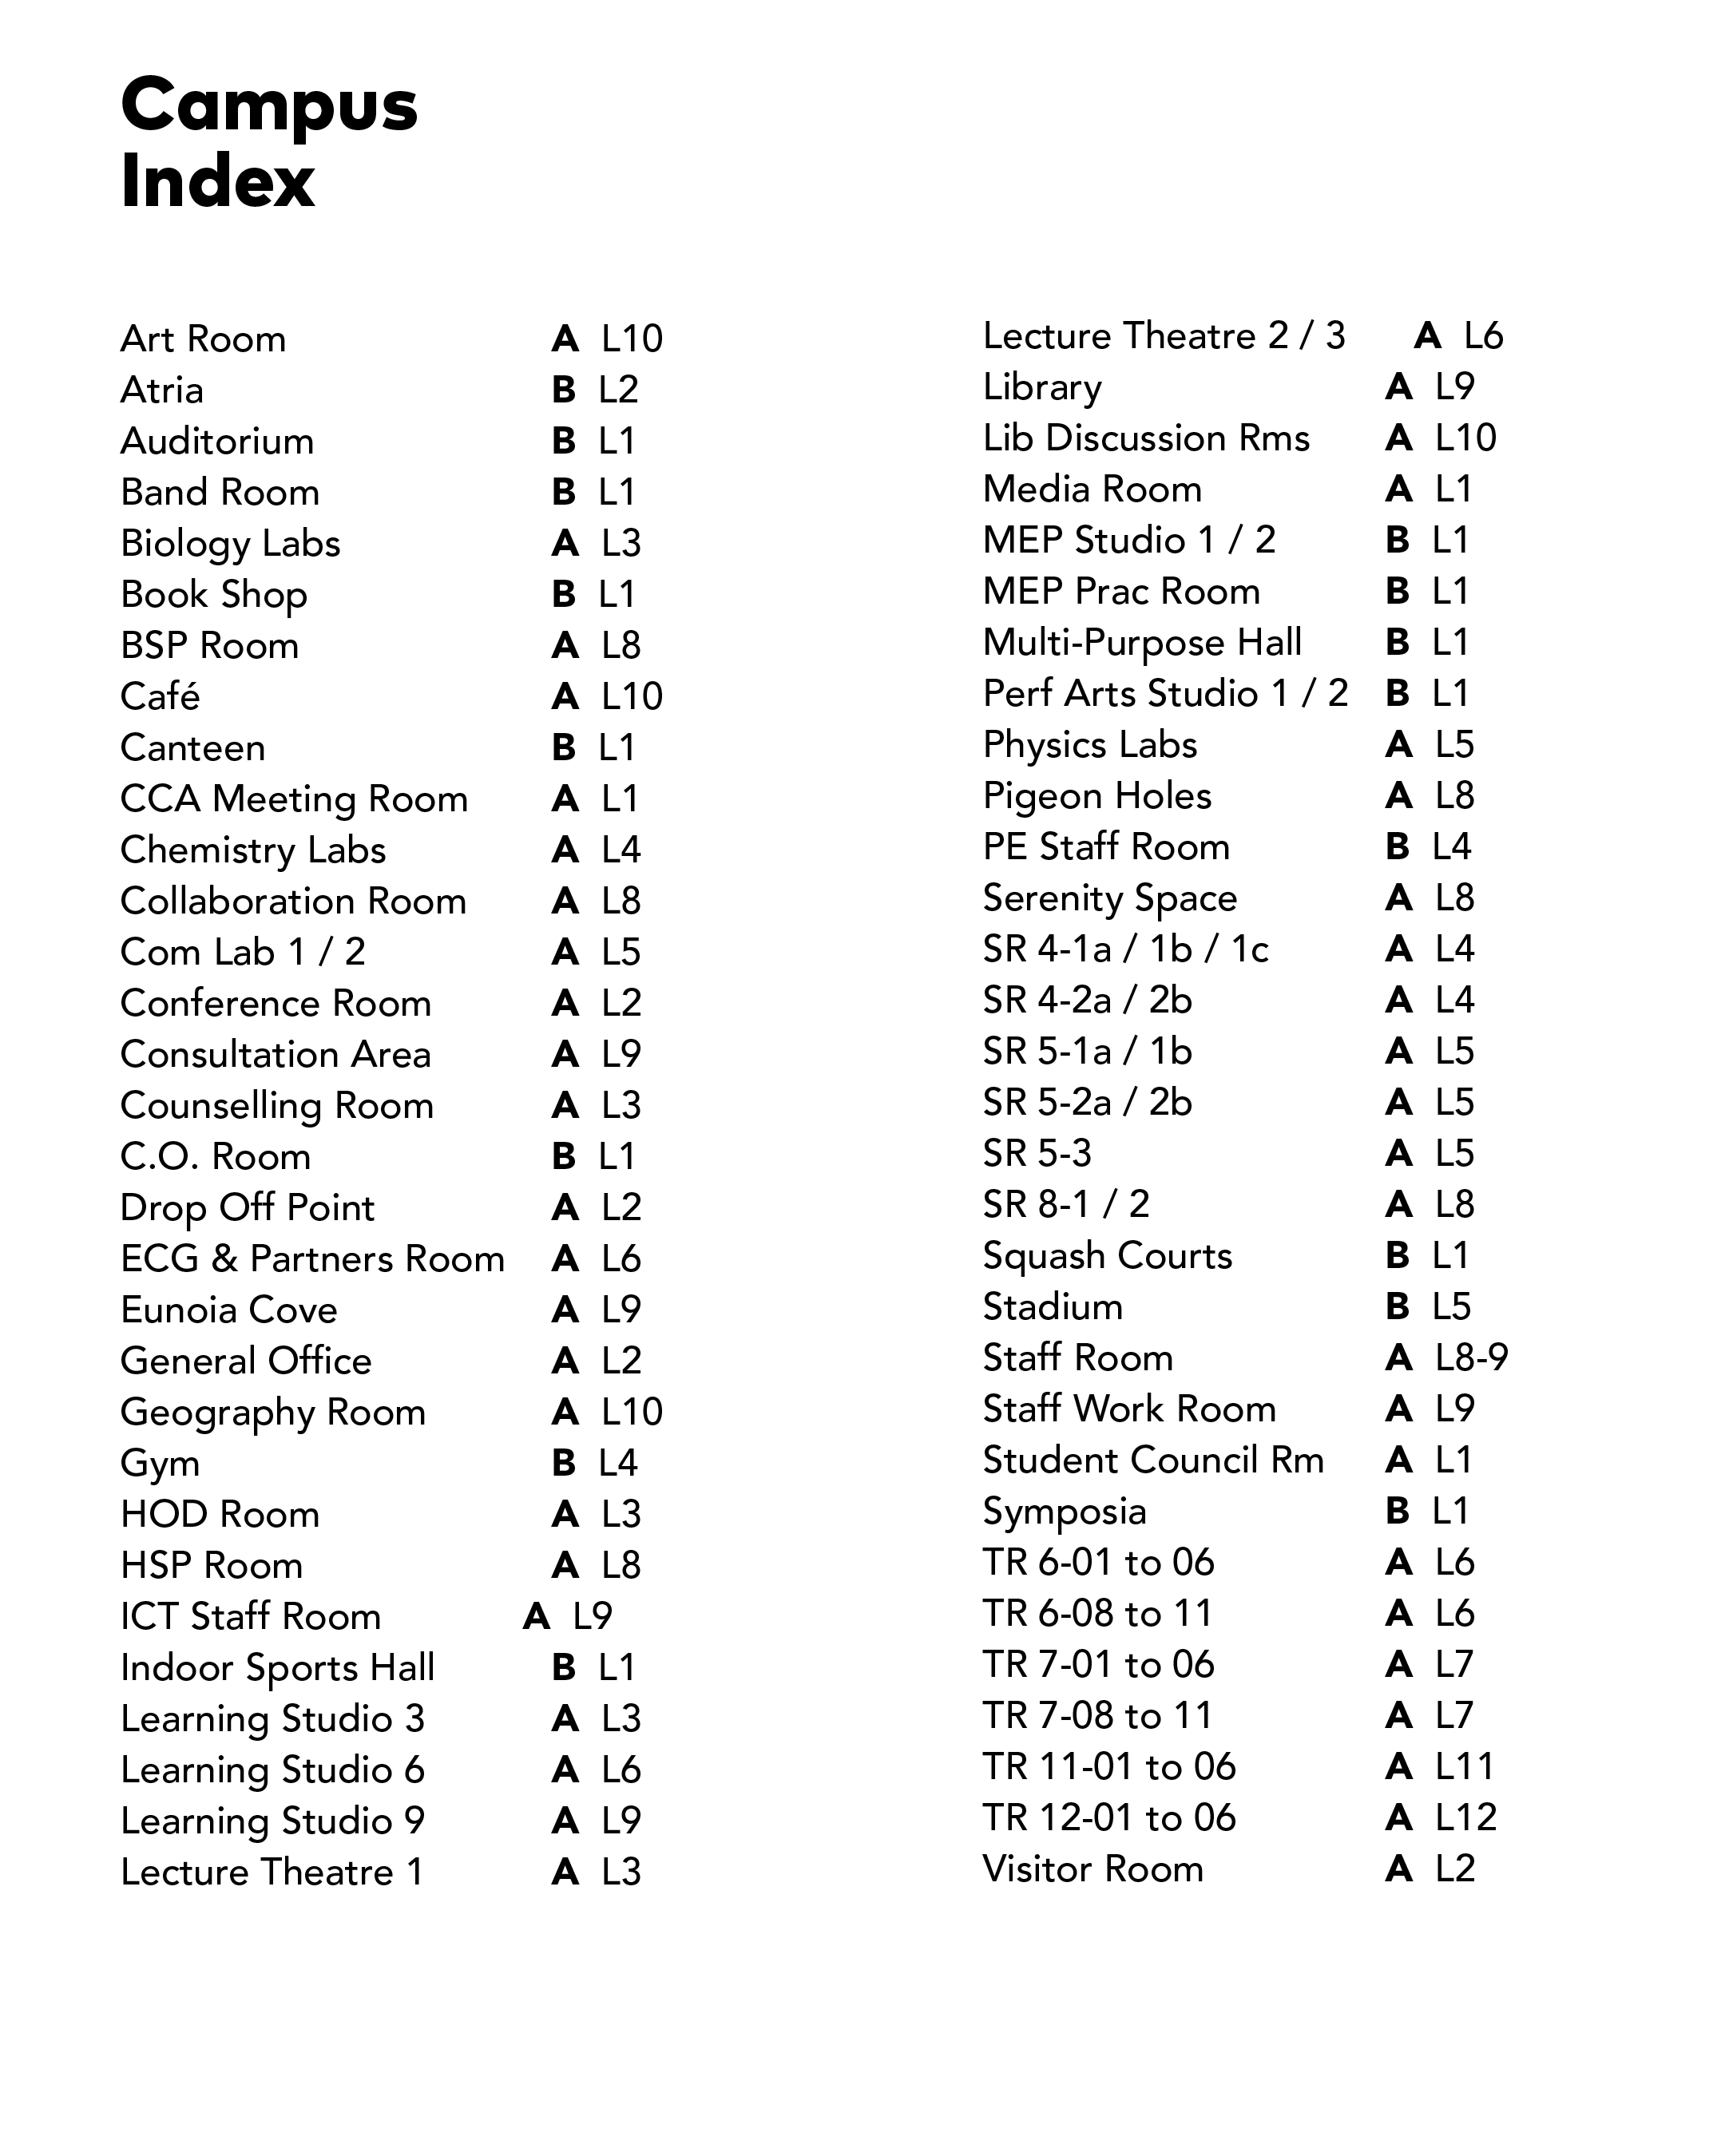 Campus
Index
Art Room A L10
Atria B L2
Auditorium B L1
Band Room B L1
Biology Labs A L3
Book Shop B L1
BSP Room A L8
Café A L10
Canteen B L1
CCA Meeting Room A L1
Chemistry Labs A L4
Collaboration Room A L8
Com Lab 1 / 2 A L5
Conference Room A L2
Consultation Area A L9
Counselling Room A L3
C.O. Room B L1
Drop Off Point A L2
ECG & Partners Room A L6
Eunoia Cove A L9
General Office A L2
Geography Room A L10
Gym B L4
HOD Room A L3
HSP Room A L8
ICT Staff Room A L9
Indoor Sports Hall B L1
Learning Studio 3 A L3
Learning Studio 6 A L6
Learning Studio 9 A L9
Lecture Theatre 1 A L3
Lecture Theatre 2 / 3 A L6
Library A L9
Lib Discussion Rms A L10
Media Room A L1
MEP Studio 1 / 2 B L1
MEP Prac Room B L1
Multi-Purpose Hall B L1
Perf Arts Studio 1 / 2 B L1
Physics Labs A L5
Pigeon Holes A L8
PE Staff Room B L4
Serenity Space A L8
SR 4-1a / 1b / 1c A L4
SR 4-2a / 2b A L4
SR 5-1a / 1b A L5
SR 5-2a / 2b A L5
SR 5-3 A L5
SR 8-1 / 2 A L8
Squash Courts B L1
Stadium B L5
Staff Room A L8-9
Staff Work Room A L9
Student Council Rm A L1
Symposia B L1
TR 6-01 to 06 A L6
TR 6-08 to 11 A L6
TR 7-01 to 06 A L7
TR 7-08 to 11 A L7
TR 11-01 to 06 A L11
TR 12-01 to 06 A L12
Visitor Room A L2